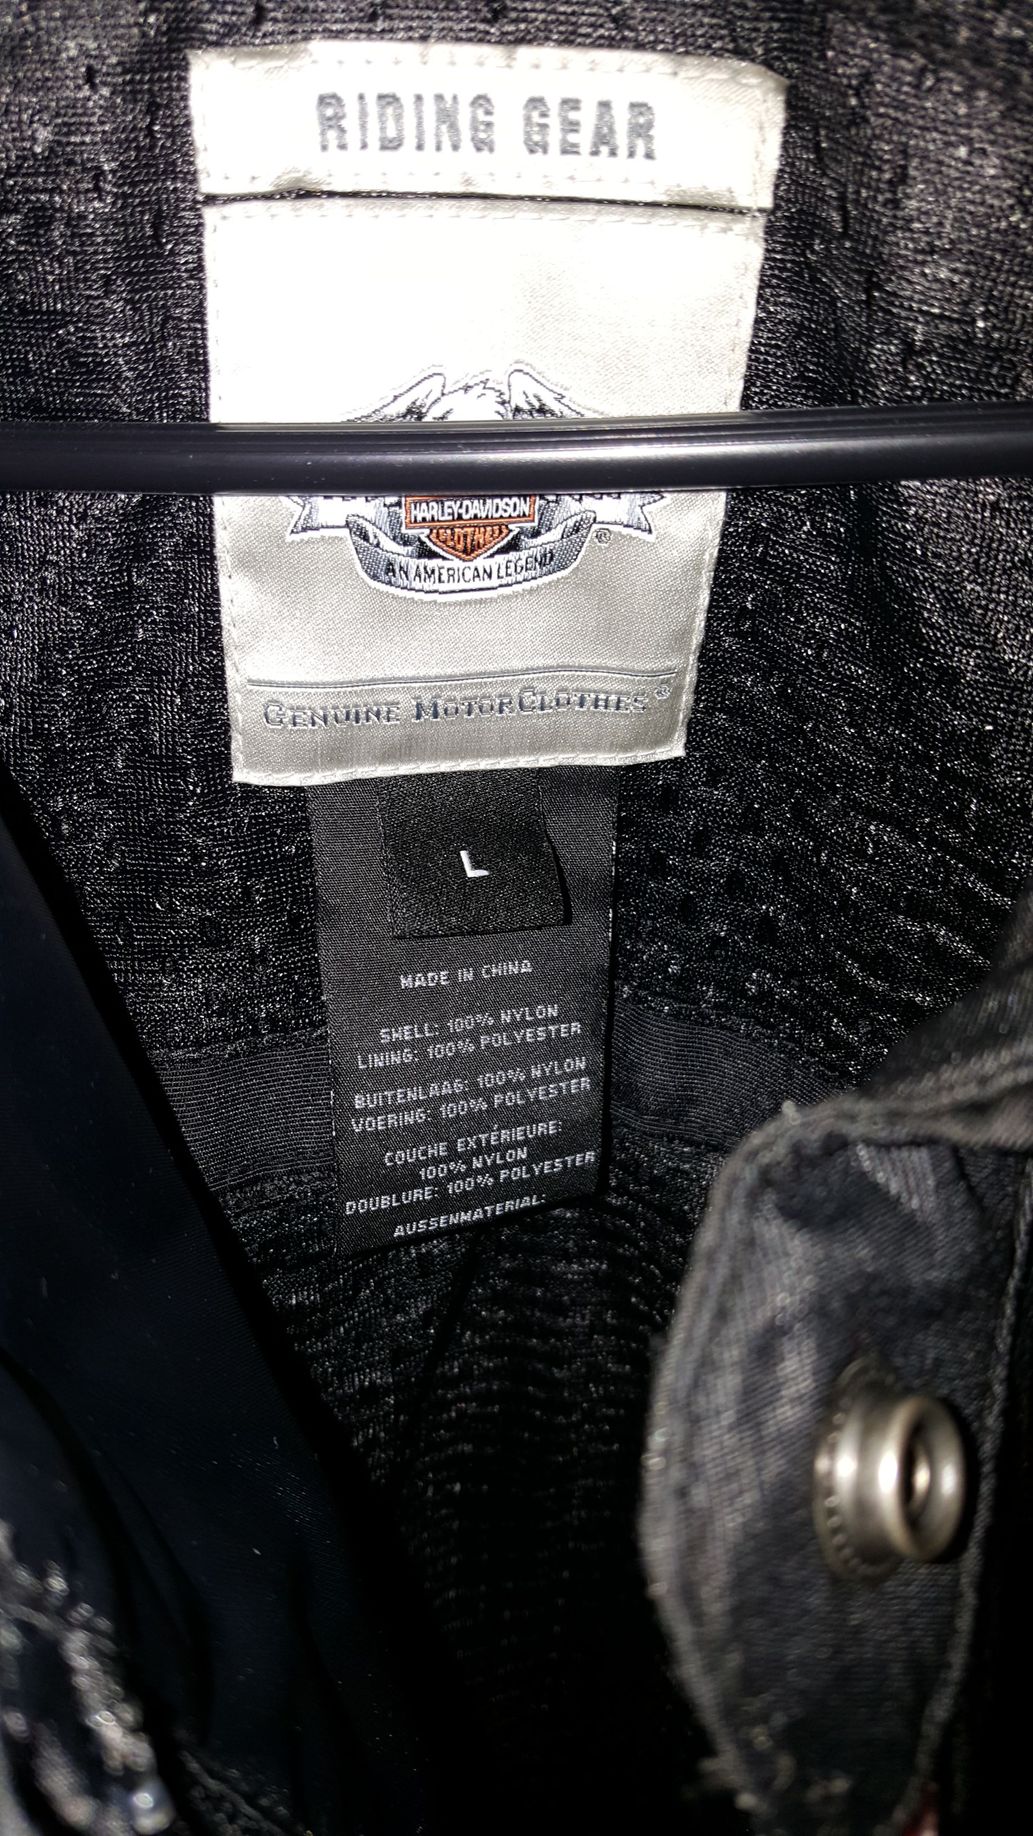 RIDING GEAR
HARLEY-DAVIDSON
CLOTHES
®
AN AMERICAN LEGEND
GENUINE MOTORCLOTHES®
L
MADE IN CHINA
SHELL: 100% NYLON
LINING: 100% POLYESTER
BUITENLAAG: 100% NYLON
VOERING: 100% POLYESTER
COUCHE EXTÉRIEURE:
100% NYLON
DOUBLURE: 100% POLYESTER
AUSSENMATERIAL: